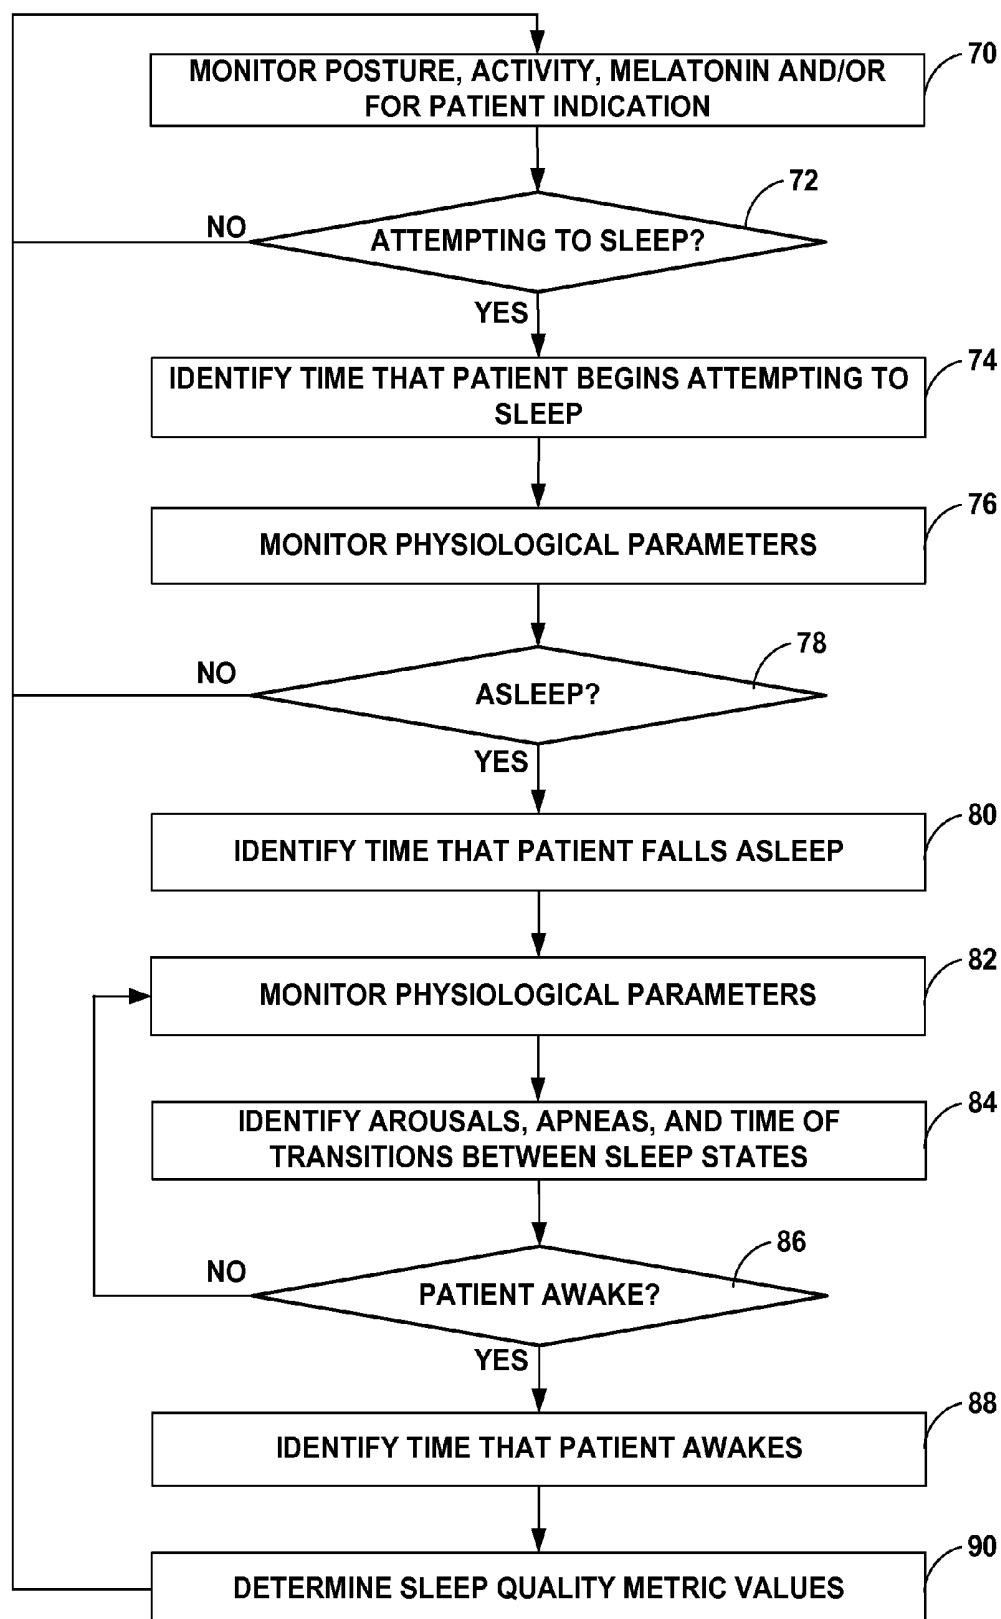 MONITOR POSTURE, ACTIVITY, MELATONIN AND/OR
FOR PATIENT INDICATION
70
72
NO
ATTEMPTING TO SLEEP?
YES
74
IDENTIFY TIME THAT PATIENT BEGINS ATTEMPTING TO
SLEEP
76
MONITOR PHYSIOLOGICAL PARAMETERS
78
NO
ASLEEP?
YES
80
IDENTIFY TIME THAT PATIENT FALLS ASLEEP
82
MONITOR PHYSIOLOGICAL PARAMETERS
84
IDENTIFY AROUSALS, APNEAS, AND TIME OF
TRANSITIONS BETWEEN SLEEP STATES
86
NO
PATIENT AWAKE?
YES
88
IDENTIFY TIME THAT PATIENT AWAKES
90
DETERMINE SLEEP QUALITY METRIC VALUES